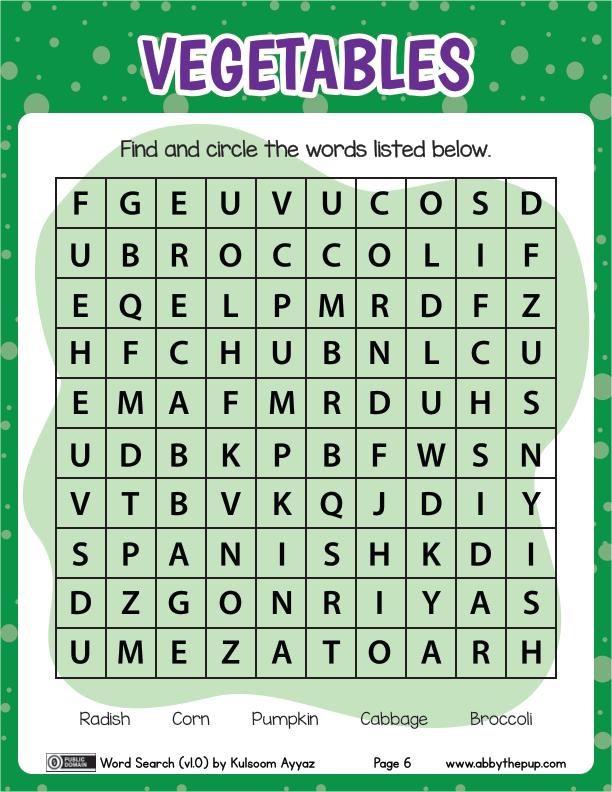 VEGETABLES
Find and circle the words listed below.
F G E U V U C O S D
U B R O C C O L I F
E Q E L P M R D F Z
H F C H U B N L C U
E M A F M R D U H S
U D B K P B F W S N
V T B V K Q J D I Y
S P A N I S H K D I
D Z G O N R I Y A S
U M E Z A T O A R H
Radish Corn Pumpkin Cabbage Broccoli
0 PUBLIC DOMAIN Word Search (v1.0) by Kulsoom Ayyaz Page 6 www.abbythepup.com